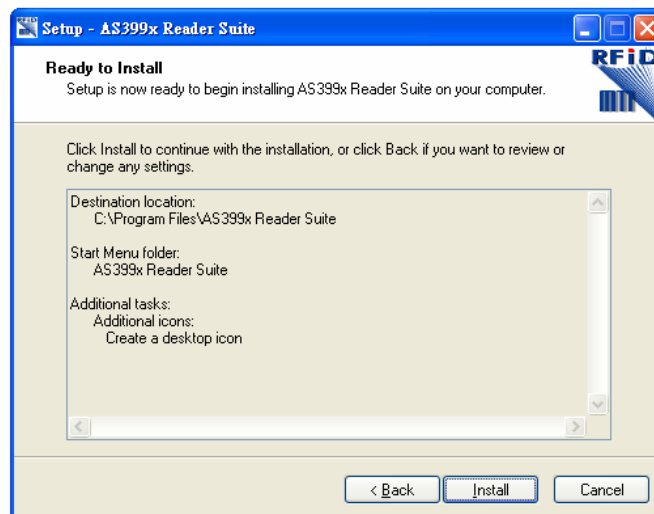 Setup - AS399x Reader Suite
Ready to Install
Setup is now ready to begin installing AS399x Reader Suite on your computer.
RFiD
MTI
Click Install to continue with the installation, or click Back if you want to review or
change any settings.
Destination location:
C:\Program Files\AS399x Reader Suite
Start Menu folder:
AS399x Reader Suite
Additional tasks:
Additional icons:
Create a desktop icon
< Back
Install
Cancel